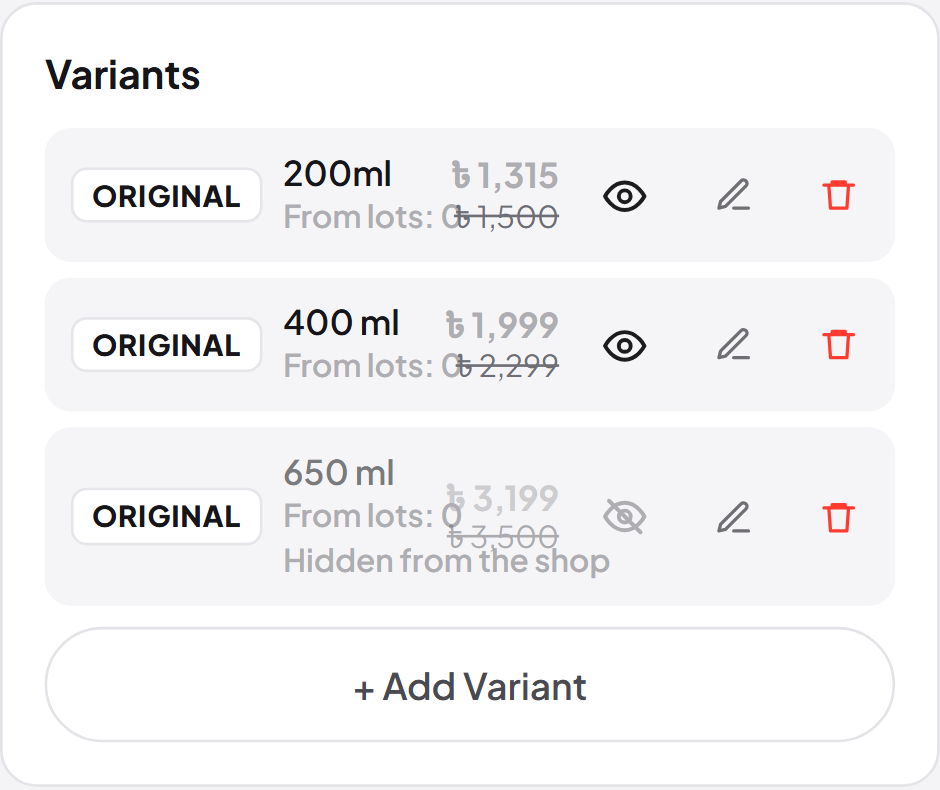 Variants
ORIGINAL
200ml
৳ 1,315
From lots: 0
৳ 1,500
ORIGINAL
400 ml
৳ 1,999
From lots: 0
৳ 2,299
ORIGINAL
650 ml
৳ 3,199
From lots: 0
৳ 3,500
Hidden from the shop
+ Add Variant